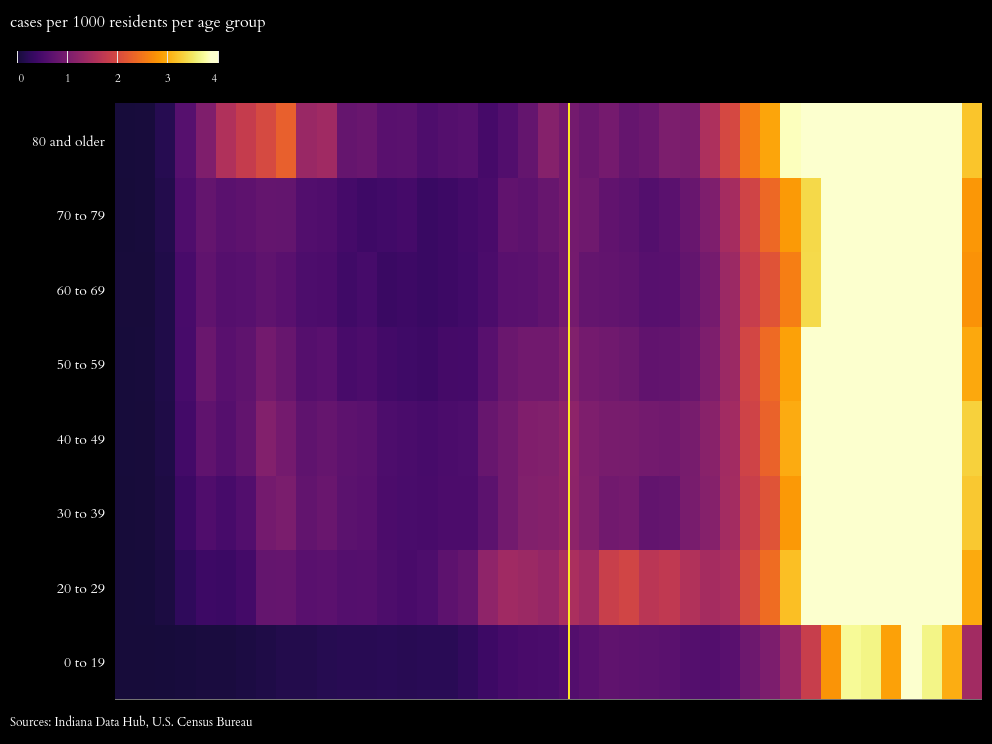 cases per 1000 residents per age group
0 1 2 3 4
80 and older
70 to 79
60 to 69
50 to 59
40 to 49
30 to 39
20 to 29
0 to 19
Sources: Indiana Data Hub, U.S. Census Bureau